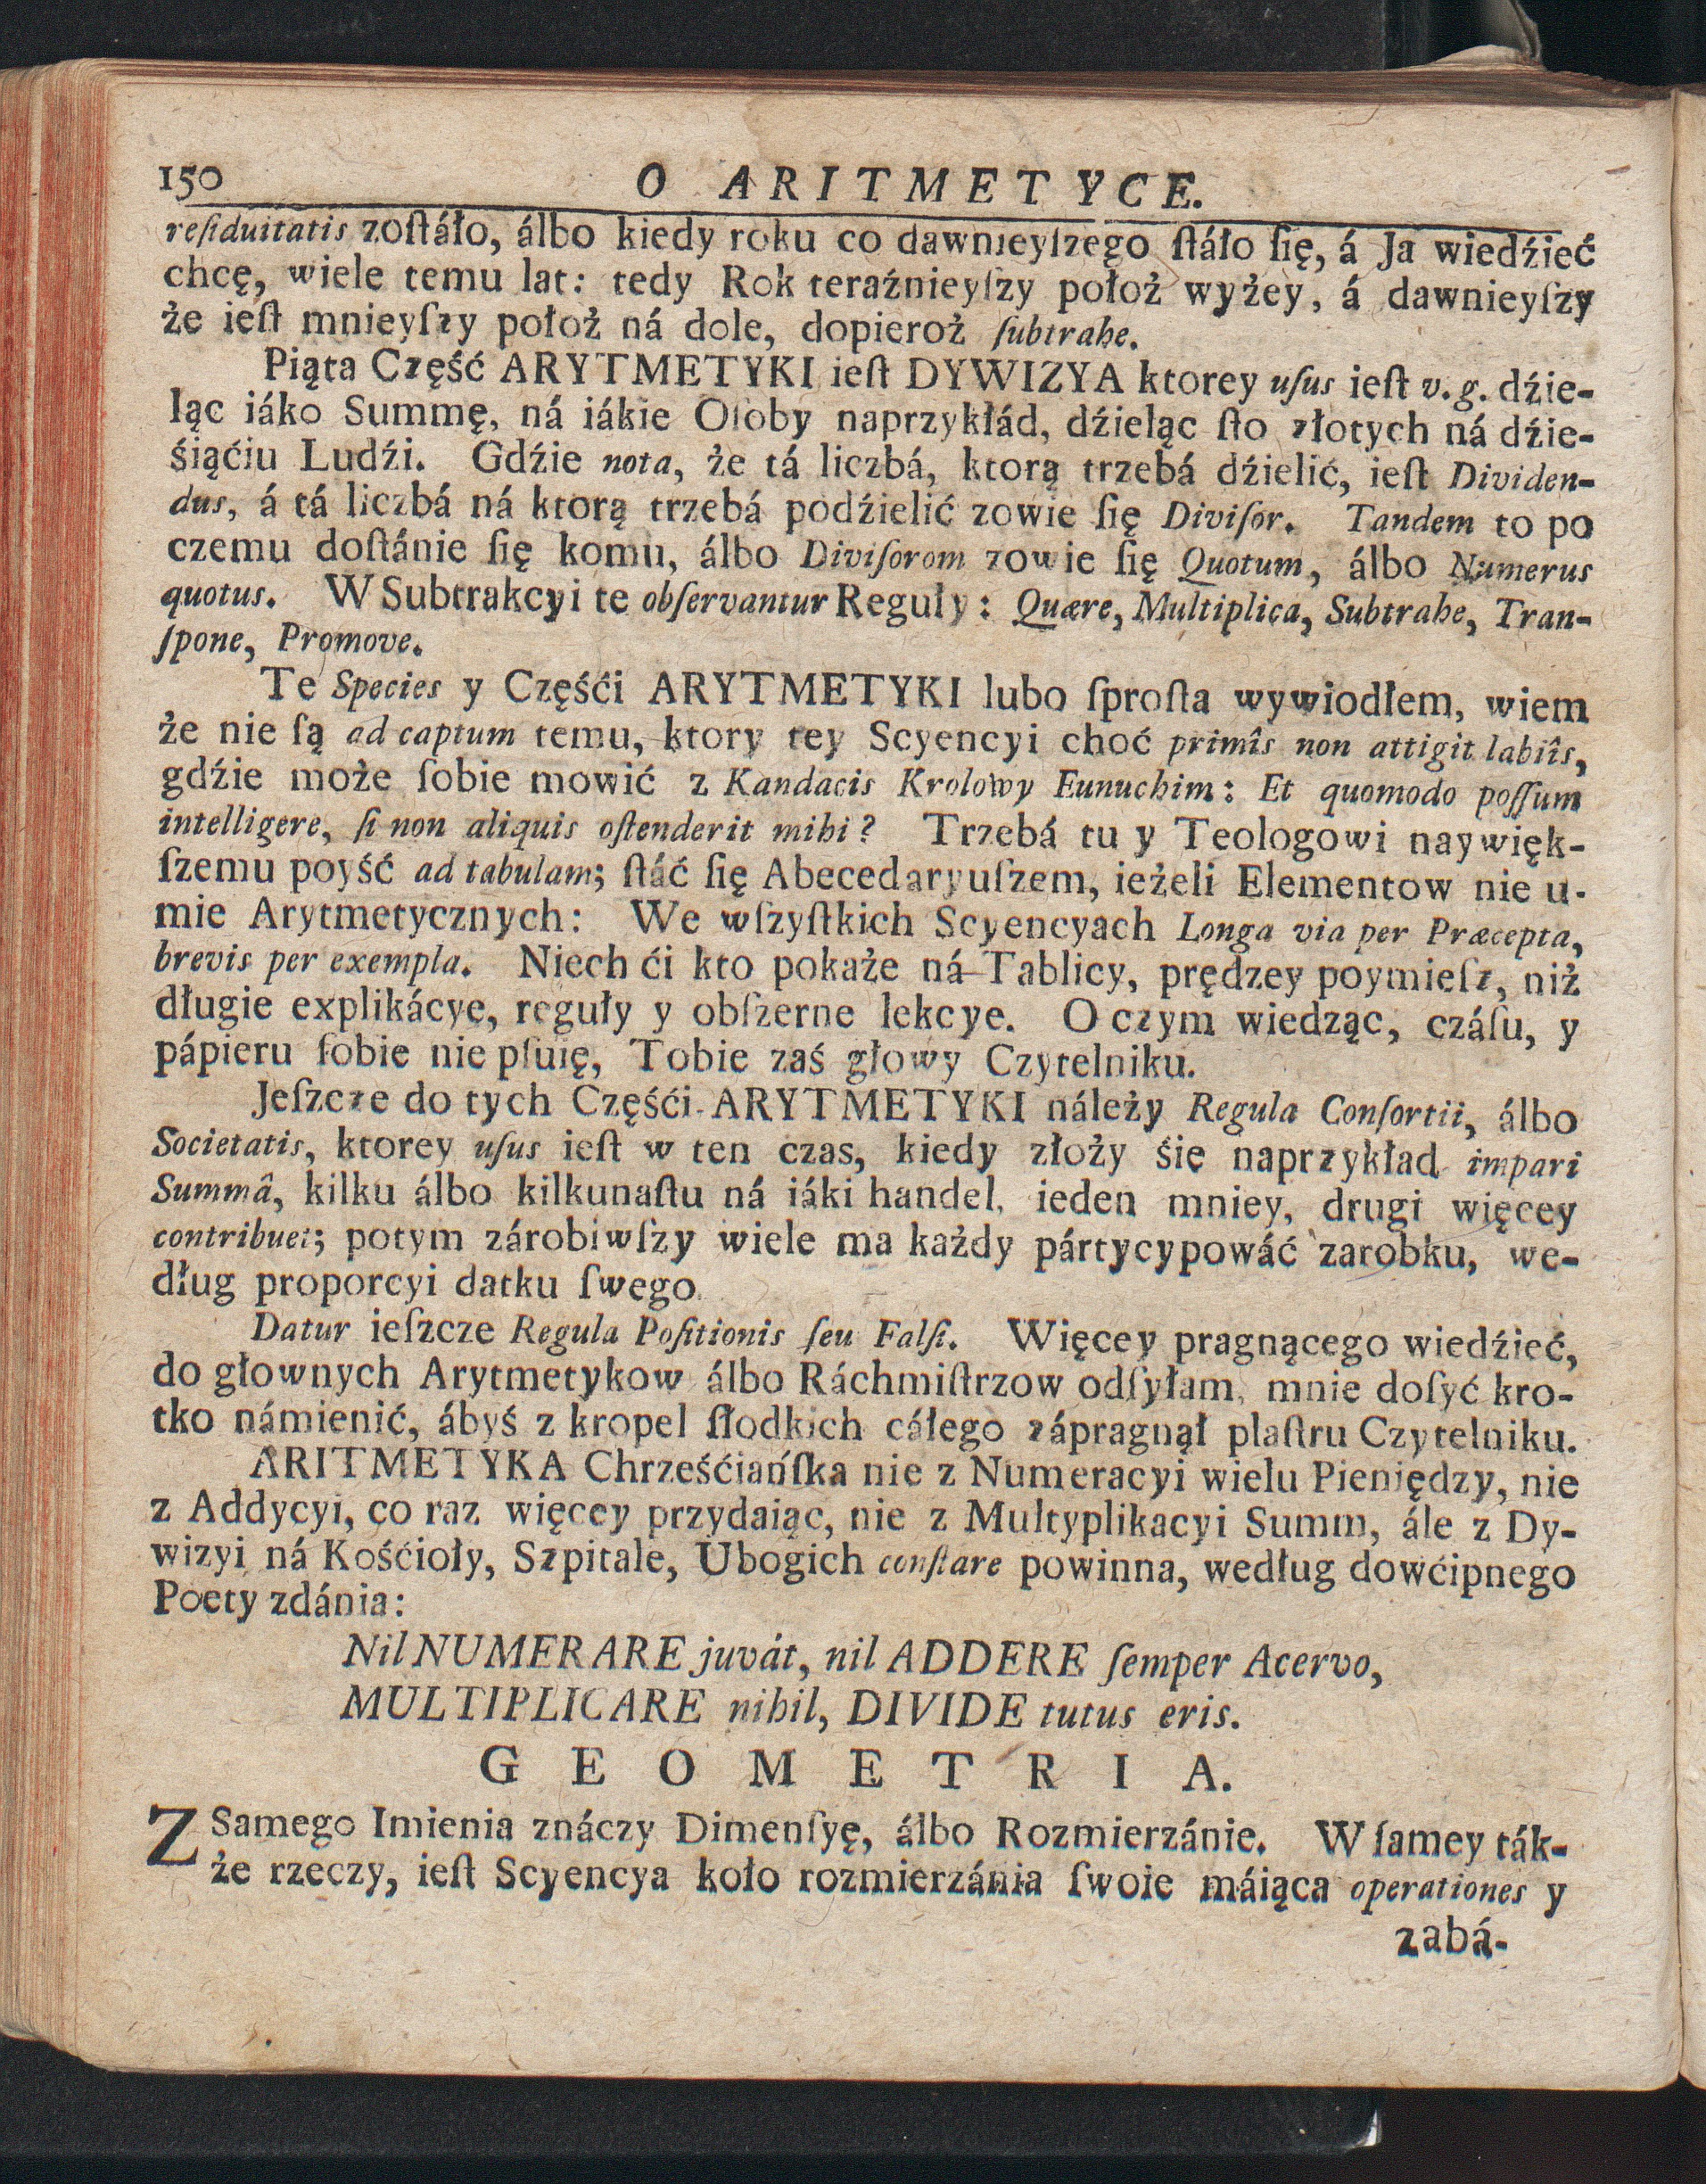 150 O ARITMETYCE.
reſiduitatis zoſtáło, álbo kiedy roku co dawnieyſzego ſtáło ſię, á Ja wiedźieć
chcę, wiele temu lat: tedy Rok teraźnieyſzy położ wyżey, á dawnieyſzy
że ieſt mnieyſzy położ ná dole, dopieroż ſubtrahe.
Piąta Część ARYTMETYKI ieſt DYWIZYA ktorey uſus ieſt v. g. dźie-
ląc iáko Summę, ná iákie Oſoby naprzykłád, dźieląc ſto złotych ná dźie-
śiąćiu Ludźi. Gdźie nota, że tá liczbá, ktorą trzebá dźielić, ieſt Dividen-
dus, á tá liczbá ná ktorą trzebá podźielić zowie ſię Diviſor. Tandem to po
czemu doſtánie ſię komu, álbo Diviſorom zowie ſię Quotum, álbo Numerus
quotus. W Subtrakcyi te obſervantur Reguły: Quære, Multiplica, Subtrahe, Tran-
ſpone, Promove.
Te Species y Częśći ARYTMETYKI lubo ſproſta wywiodłem, wiem
że nie ſą ad captum temu, ktory tey Scyencyi choć primîs non attigit labiîs,
gdźie może ſobie mowić z Kandacis Krolowy Eunuchim: Et quomodo poſſum
intelligere, ſi non aliquis oſtenderit mihi? Trzebá tu y Teologowi naywięk-
ſzemu poyść ad tabulam; ſtáć ſię Abecedaryuſzem, ieżeli Elementow nie u-
mie Arytmetycznych: We wſzyſtkich Scyencyach Longa via per Præcepta,
brevis per exempla. Niech ći kto pokaże ná Tablicy, prędzey poymieſz, niż
długie explikácye, reguły y obſzerne lekcye. O czym wiedząc, czáſu, y
pápieru ſobie nie pſuię, Tobie zaś głowy Czytelniku.
Jeſzcze do tych Częśći ARYTMETYKI náleży Regula Conſortii, álbo
Societatis, ktorey uſus ieſt w ten czas, kiedy złoży śię naprzykład impari
Summâ, kilku álbo kilkunaſtu ná iáki handel, ieden mniey, drugi więcey
contribuet; potym zárobiwſzy wiele ma każdy pártycypowáć zarobku, we-
dług proporcyi datku ſwego.
Datur ieſzcze Regula Poſitionis ſeu Falſi. Więcey pragnącego wiedźieć,
do głownych Arytmetykow álbo Ráchmiſtrzow odſyłam, mnie doſyć kro-
tko námienić, ábyś z kropel ſłodkich cáłego zápragnął plaſtru Czytelniku.
ARITMETYKA Chrześćiańſka nie z Numeracyi wielu Pieniędzy, nie
z Addycyi, co raz więcey przydaiąc, nie z Multyplikacyi Summ, ále z Dy-
wizyi ná Kośćioły, Szpitale, Ubogich conſtare powinna, według dowćipnego
Poety zdánia:
Nil NUMERARE juvát, nil ADDERE ſemper Acervo,
MULTIPLICARE nihil, DIVIDE tutus eris.
GEOMETRIA.
Z Samego Imienia znáczy Dimenſyę, álbo Rozmierzánie. W ſamey ták-
że rzeczy, ieſt Scyencya koło rozmierzánia ſwoie máiąca operationes y
zabá-